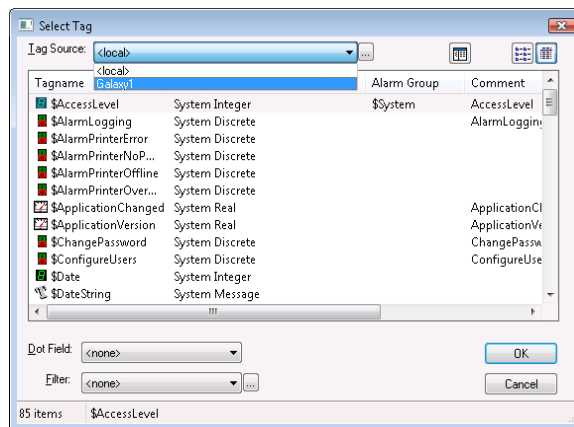 Select Tag
Tag Source: <local>
...
<local>
Galaxy1
Tagname Alarm Group Comment
$AccessLevel System Integer $System AccessLevel
$AlarmLogging System Discrete AlarmLoggin
$AlarmPrinterError System Discrete
$AlarmPrinterNoP... System Discrete
$AlarmPrinterOffline System Discrete
$AlarmPrinterOver... System Discrete
$ApplicationChanged System Real ApplicationCl
$ApplicationVersion System Real ApplicationVe
$ChangePassword System Discrete ChangePassw
$ConfigureUsers System Discrete ConfigureUse
$Date System Integer
$DateString System Message
Dot Field: <none> OK
Filter: <none> ... Cancel
85 items $AccessLevel